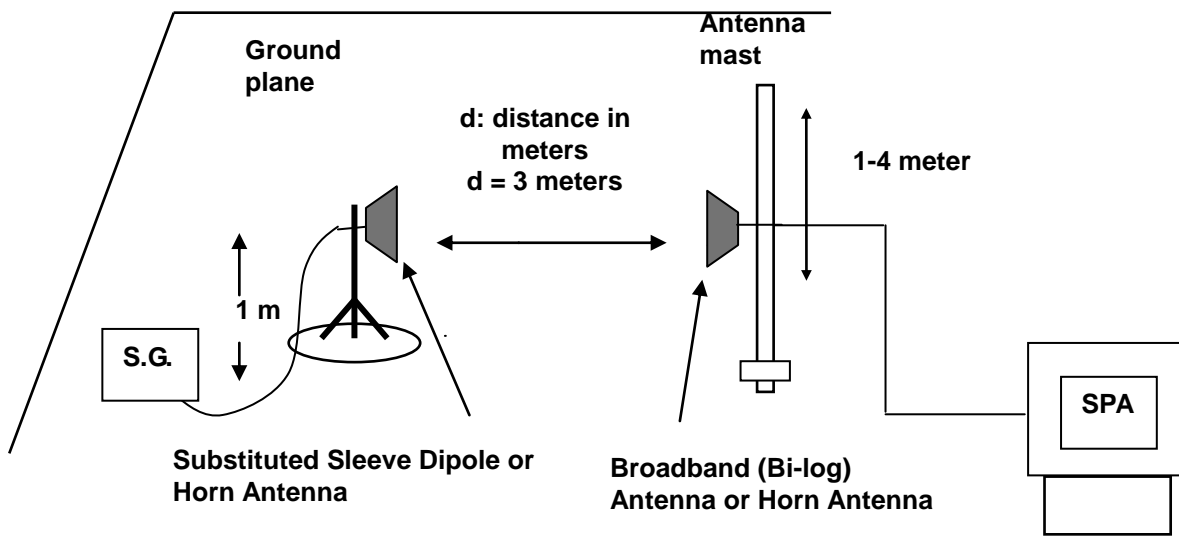 Ground
plane
Antenna
mast
d: distance in
meters
d = 3 meters
1-4 meter
1 m
S.G.
SPA
Substituted Sleeve Dipole or
Horn Antenna
Broadband (Bi-log)
Antenna or Horn Antenna